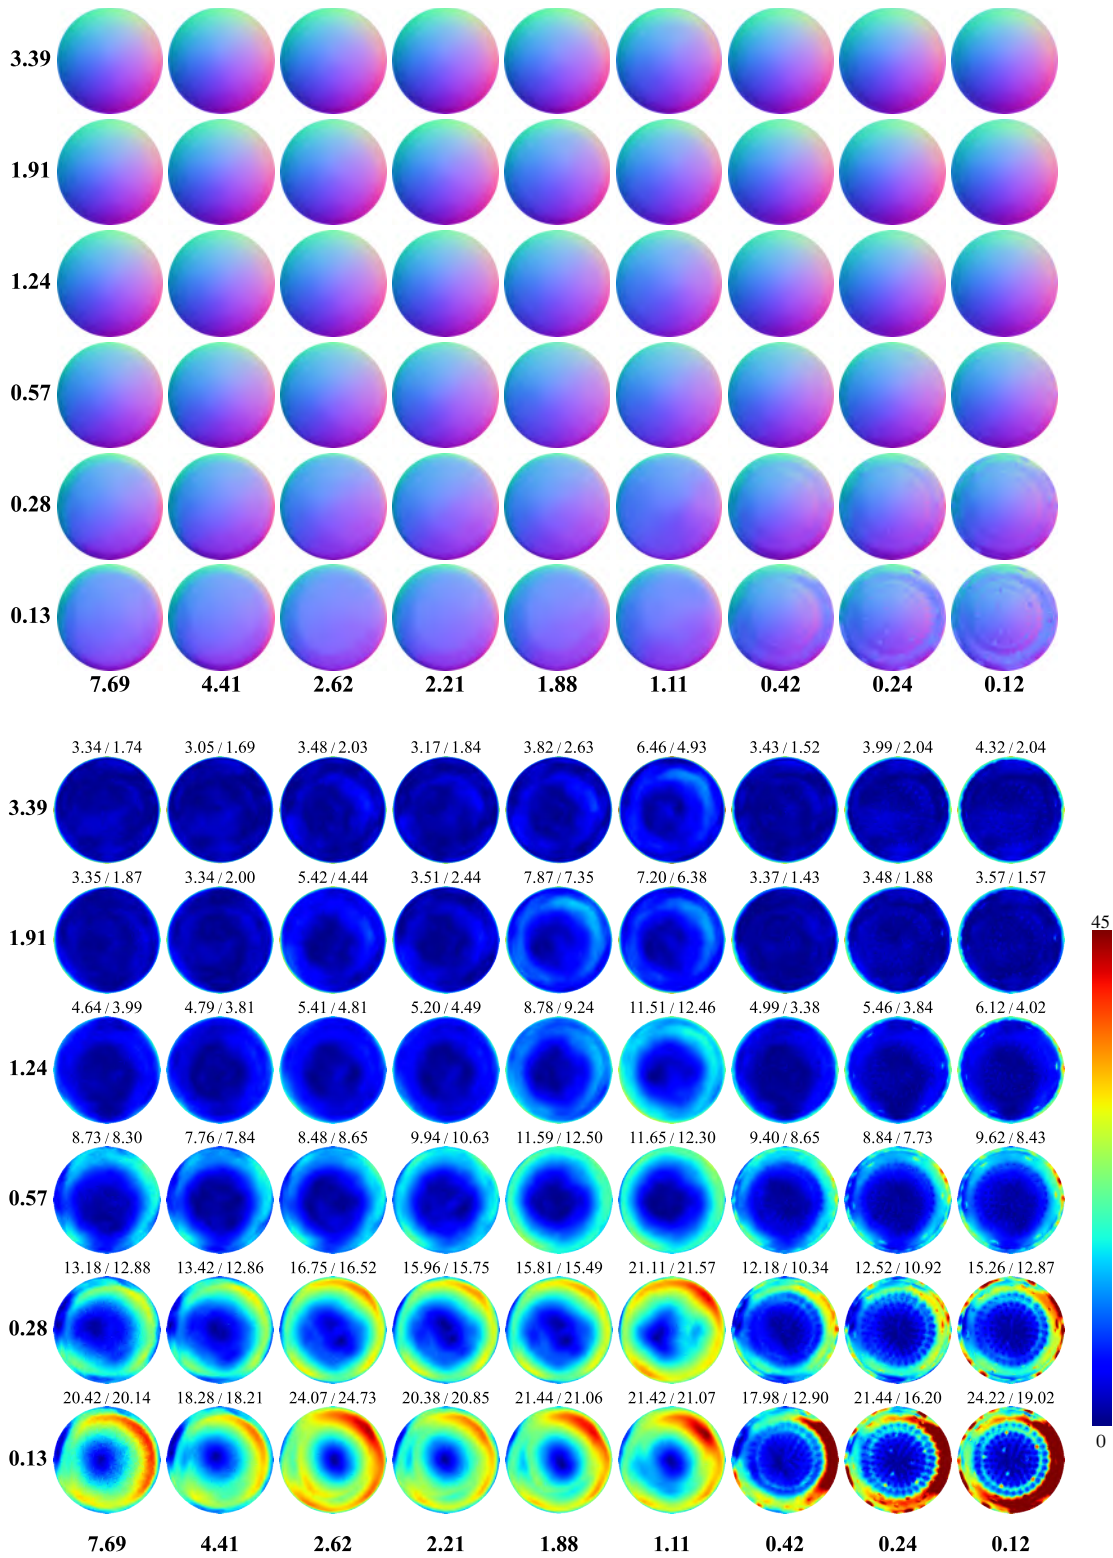 3.39
1.91
1.24
0.57
0.28
0.13
7.69 4.41 2.62 2.21 1.88 1.11 0.42 0.24 0.12
3.34 / 1.74 3.05 / 1.69 3.48 / 2.03 3.17 / 1.84 3.82 / 2.63 6.46 / 4.93 3.43 / 1.52 3.99 / 2.04 4.32 / 2.04
3.39
3.35 / 1.87 3.34 / 2.00 5.42 / 4.44 3.51 / 2.44 7.87 / 7.35 7.20 / 6.38 3.37 / 1.43 3.48 / 1.88 3.57 / 1.57
45
1.91
4.64 / 3.99 4.79 / 3.81 5.41 / 4.81 5.20 / 4.49 8.78 / 9.24 11.51 / 12.46 4.99 / 3.38 5.46 / 3.84 6.12 / 4.02
1.24
8.73 / 8.30 7.76 / 7.84 8.48 / 8.65 9.94 / 10.63 11.59 / 12.50 11.65 / 12.30 9.40 / 8.65 8.84 / 7.73 9.62 / 8.43
0.57
13.18 / 12.88 13.42 / 12.86 16.75 / 16.52 15.96 / 15.75 15.81 / 15.49 21.11 / 21.57 12.18 / 10.34 12.52 / 10.92 15.26 / 12.87
0.28
20.42 / 20.14 18.28 / 18.21 24.07 / 24.73 20.38 / 20.85 21.44 / 21.06 21.42 / 21.07 17.98 / 12.90 21.44 / 16.20 24.22 / 19.02
0
0.13
7.69 4.41 2.62 2.21 1.88 1.11 0.42 0.24 0.12